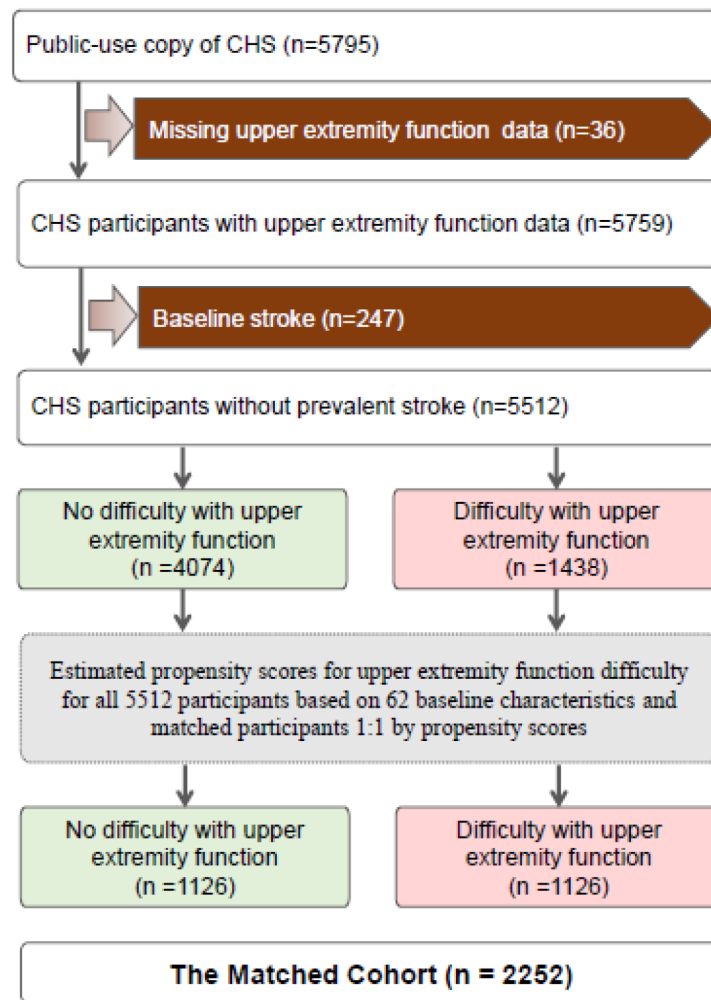 Public-use copy of CHS (n=5795)
Missing upper extremity function data (n=36)
CHS participants with upper extremity function data (n=5759)
Baseline stroke (n=247)
CHS participants without prevalent stroke (n=5512)
No difficulty with upper
extremity function
(n =4074)
Difficulty with upper
extremity function
(n =1438)
Estimated propensity scores for upper extremity function difficulty
for all 5512 participants based on 62 baseline characteristics and
matched participants 1:1 by propensity scores
No difficulty with upper
extremity function
(n =1126)
Difficulty with upper
extremity function
(n =1126)
The Matched Cohort (n = 2252)